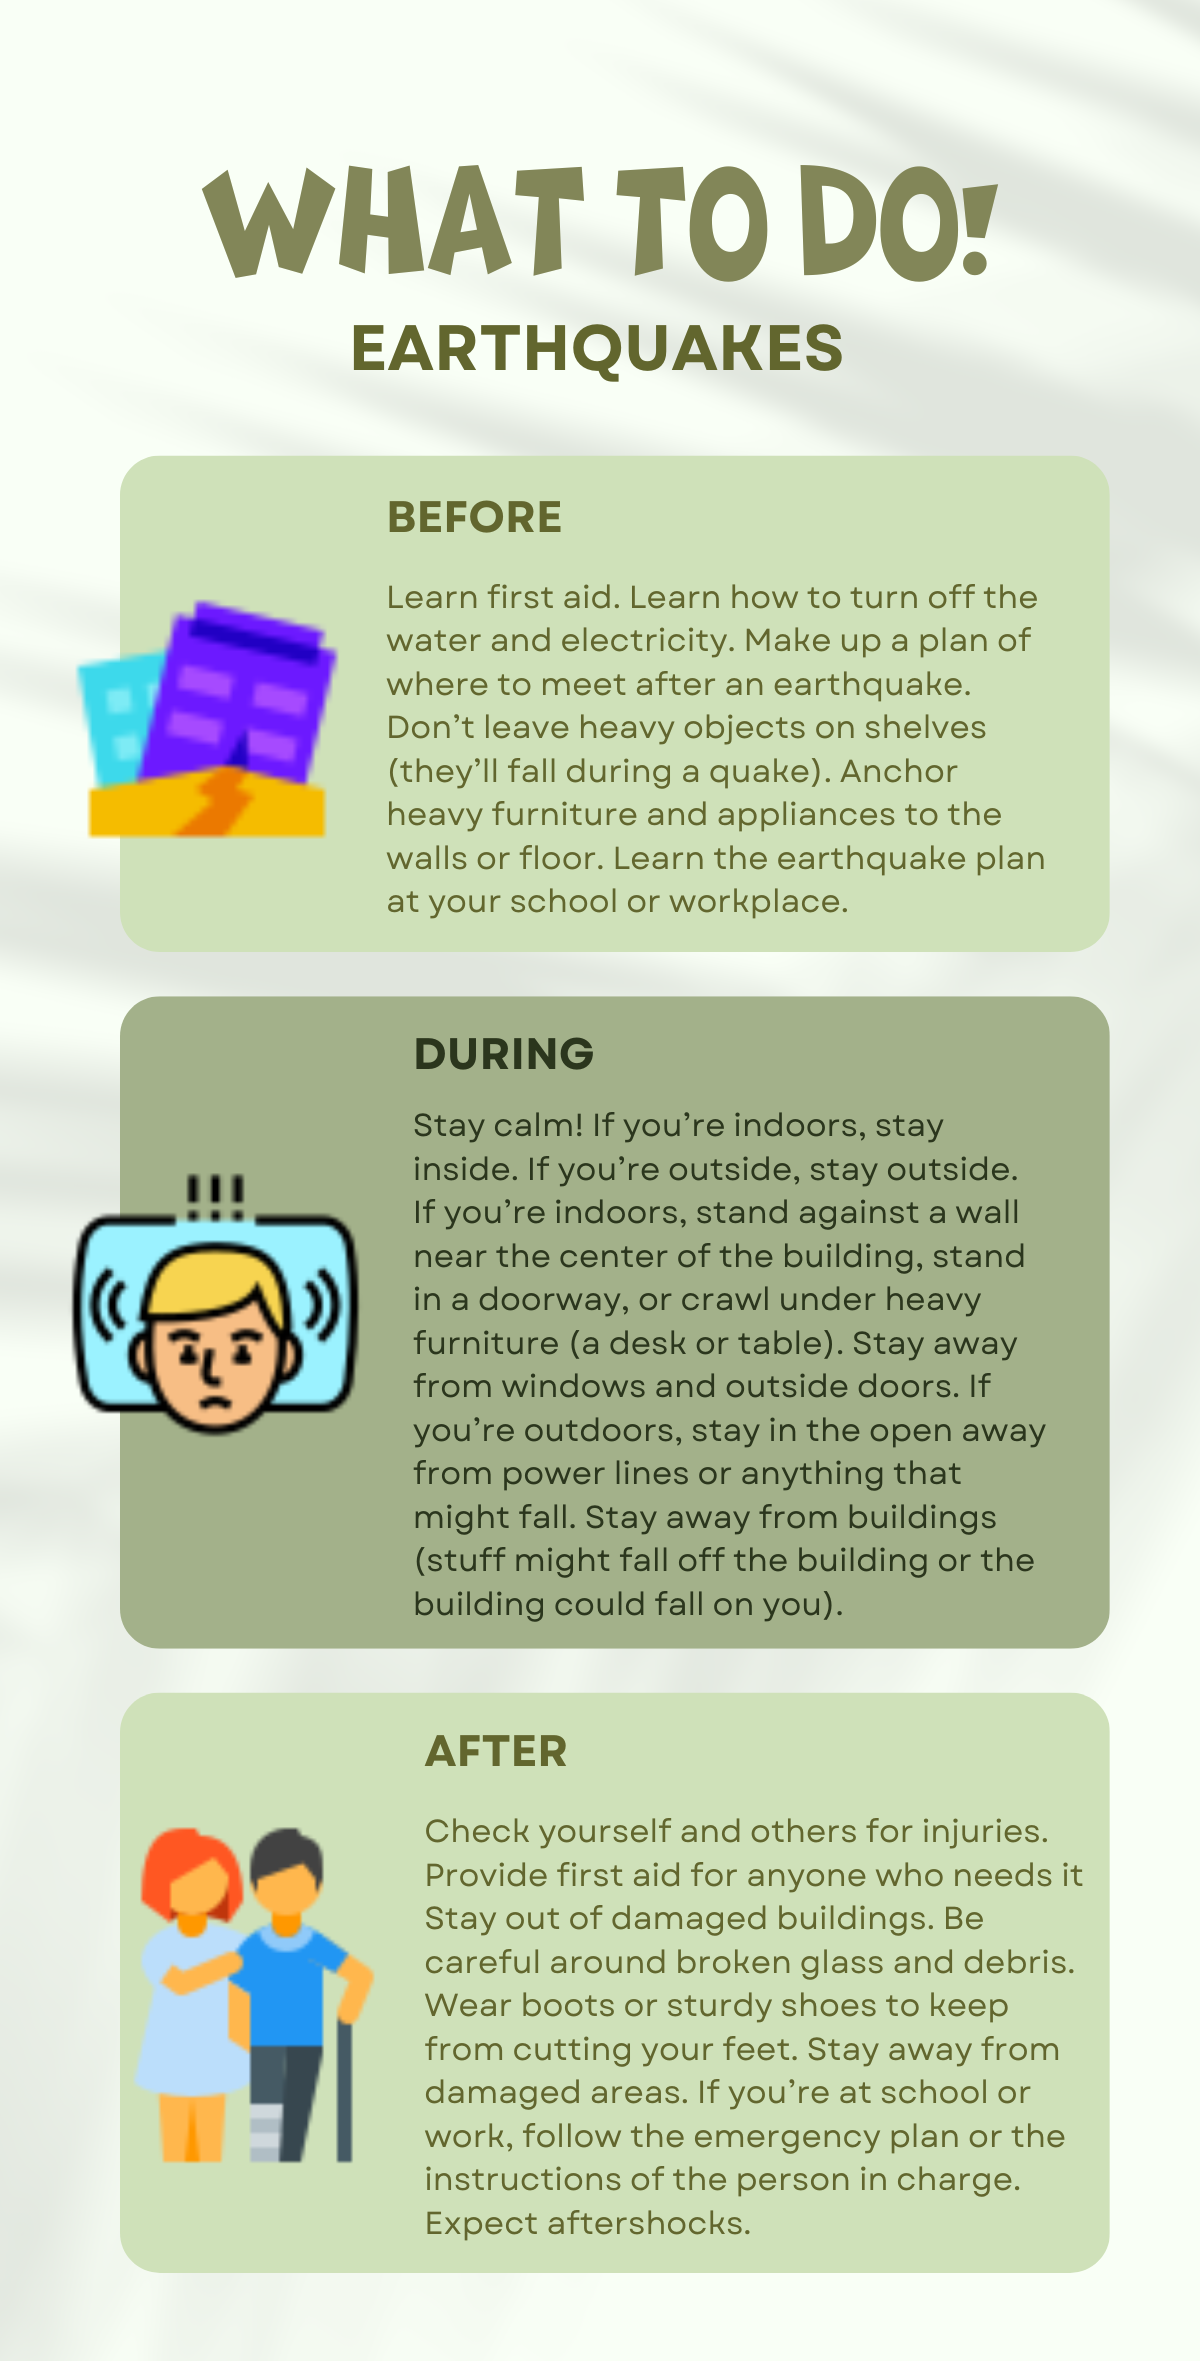 WHAT TO DO!
EARTHQUAKES
BEFORE
Learn first aid. Learn how to turn off the
water and electricity. Make up a plan of
where to meet after an earthquake.
Don’t leave heavy objects on shelves
(they’ll fall during a quake). Anchor
heavy furniture and appliances to the
walls or floor. Learn the earthquake plan
at your school or workplace.
DURING
Stay calm! If you’re indoors, stay
inside. If you’re outside, stay outside.
If you’re indoors, stand against a wall
near the center of the building, stand
in a doorway, or crawl under heavy
furniture (a desk or table). Stay away
from windows and outside doors. If
you’re outdoors, stay in the open away
from power lines or anything that
might fall. Stay away from buildings
(stuff might fall off the building or the
building could fall on you).
AFTER
Check yourself and others for injuries.
Provide first aid for anyone who needs it
Stay out of damaged buildings. Be
careful around broken glass and debris.
Wear boots or sturdy shoes to keep
from cutting your feet. Stay away from
damaged areas. If you’re at school or
work, follow the emergency plan or the
instructions of the person in charge.
Expect aftershocks.